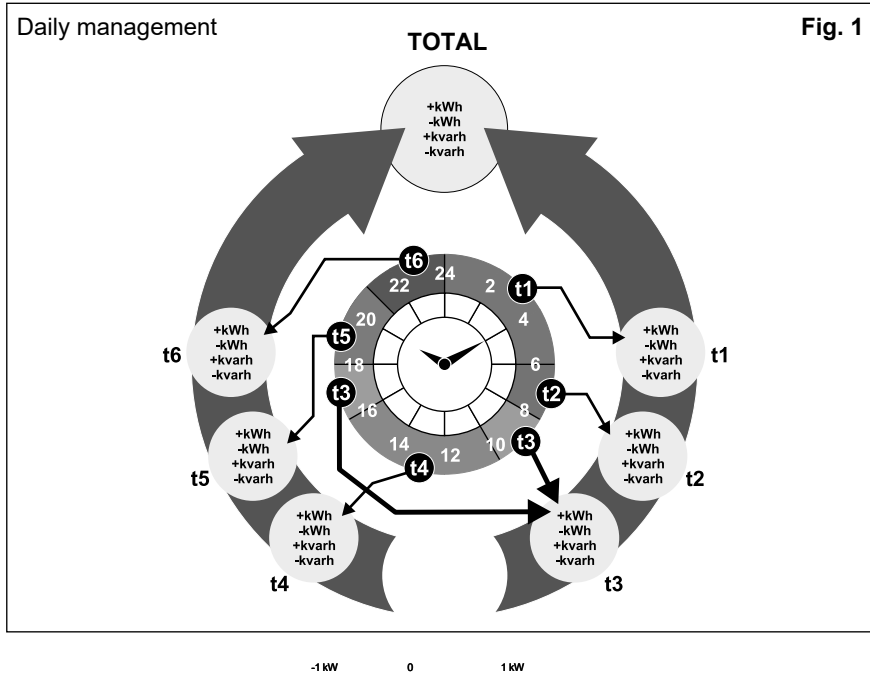 Daily management
Fig. 1
TOTAL
+kWh
-kWh
+kvarh
-kvarh
t6
24
22
2
t1
20
4
t5
18
6
t3
16
8
t2
14
12
10
t3
t4
+kWh
-kWh
+kvarh
-kvarh
t6
+kWh
-kWh
+kvarh
-kvarh
t1
+kWh
-kWh
+kvarh
-kvarh
t5
+kWh
-kWh
+kvarh
-kvarh
t2
+kWh
-kWh
+kvarh
-kvarh
t4
+kWh
-kWh
+kvarh
-kvarh
t3
-1 kW 0 1 kW